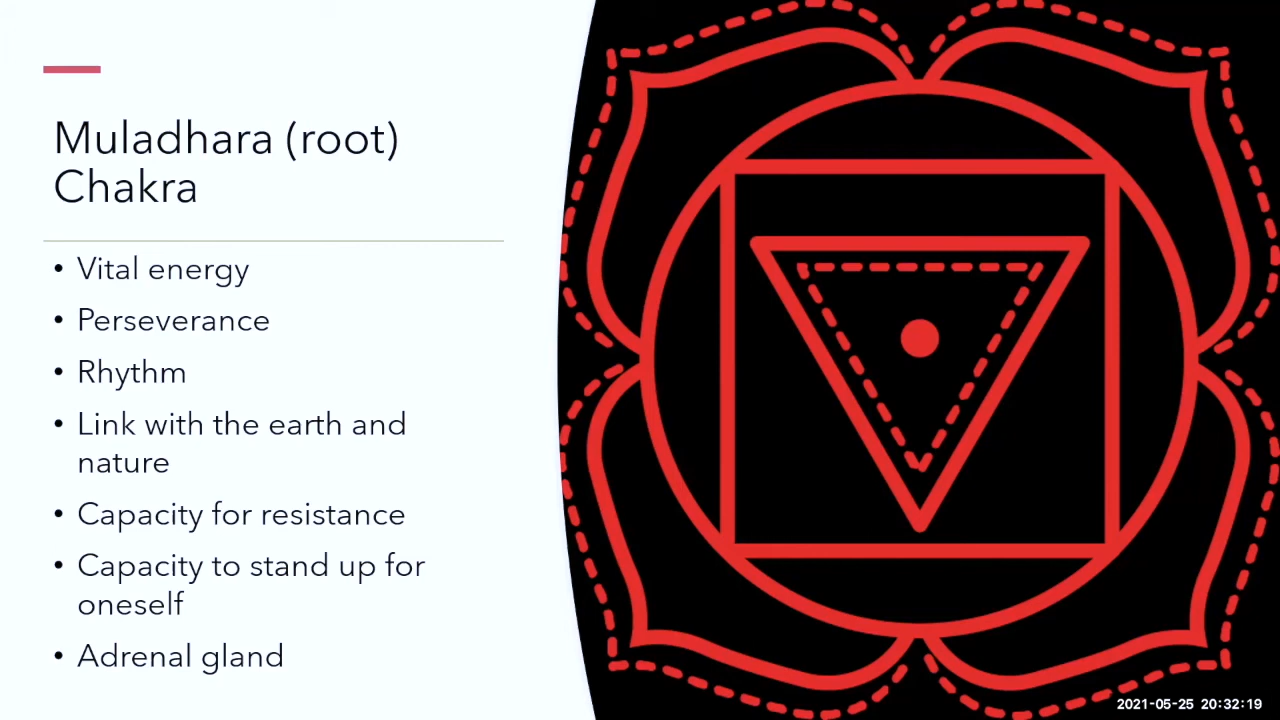 Muladhara (root)
Chakra
• Vital energy
• Perseverance
• Rhythm
• Link with the earth and
nature
• Capacity for resistance
• Capacity to stand up for
oneself
• Adrenal gland
2021-05-25 20:32:19